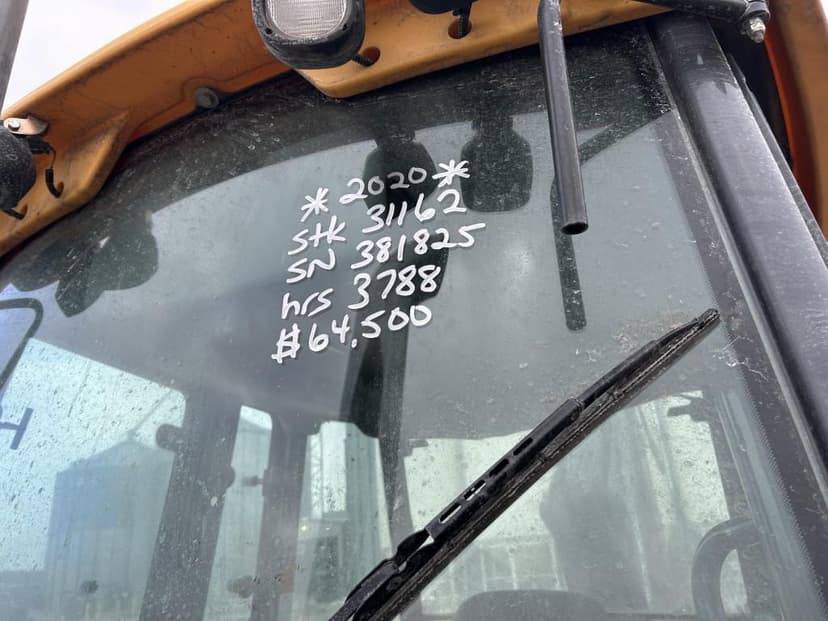 * 2020 *
stk 31162
SN 381825
hrs 3788
$64,500